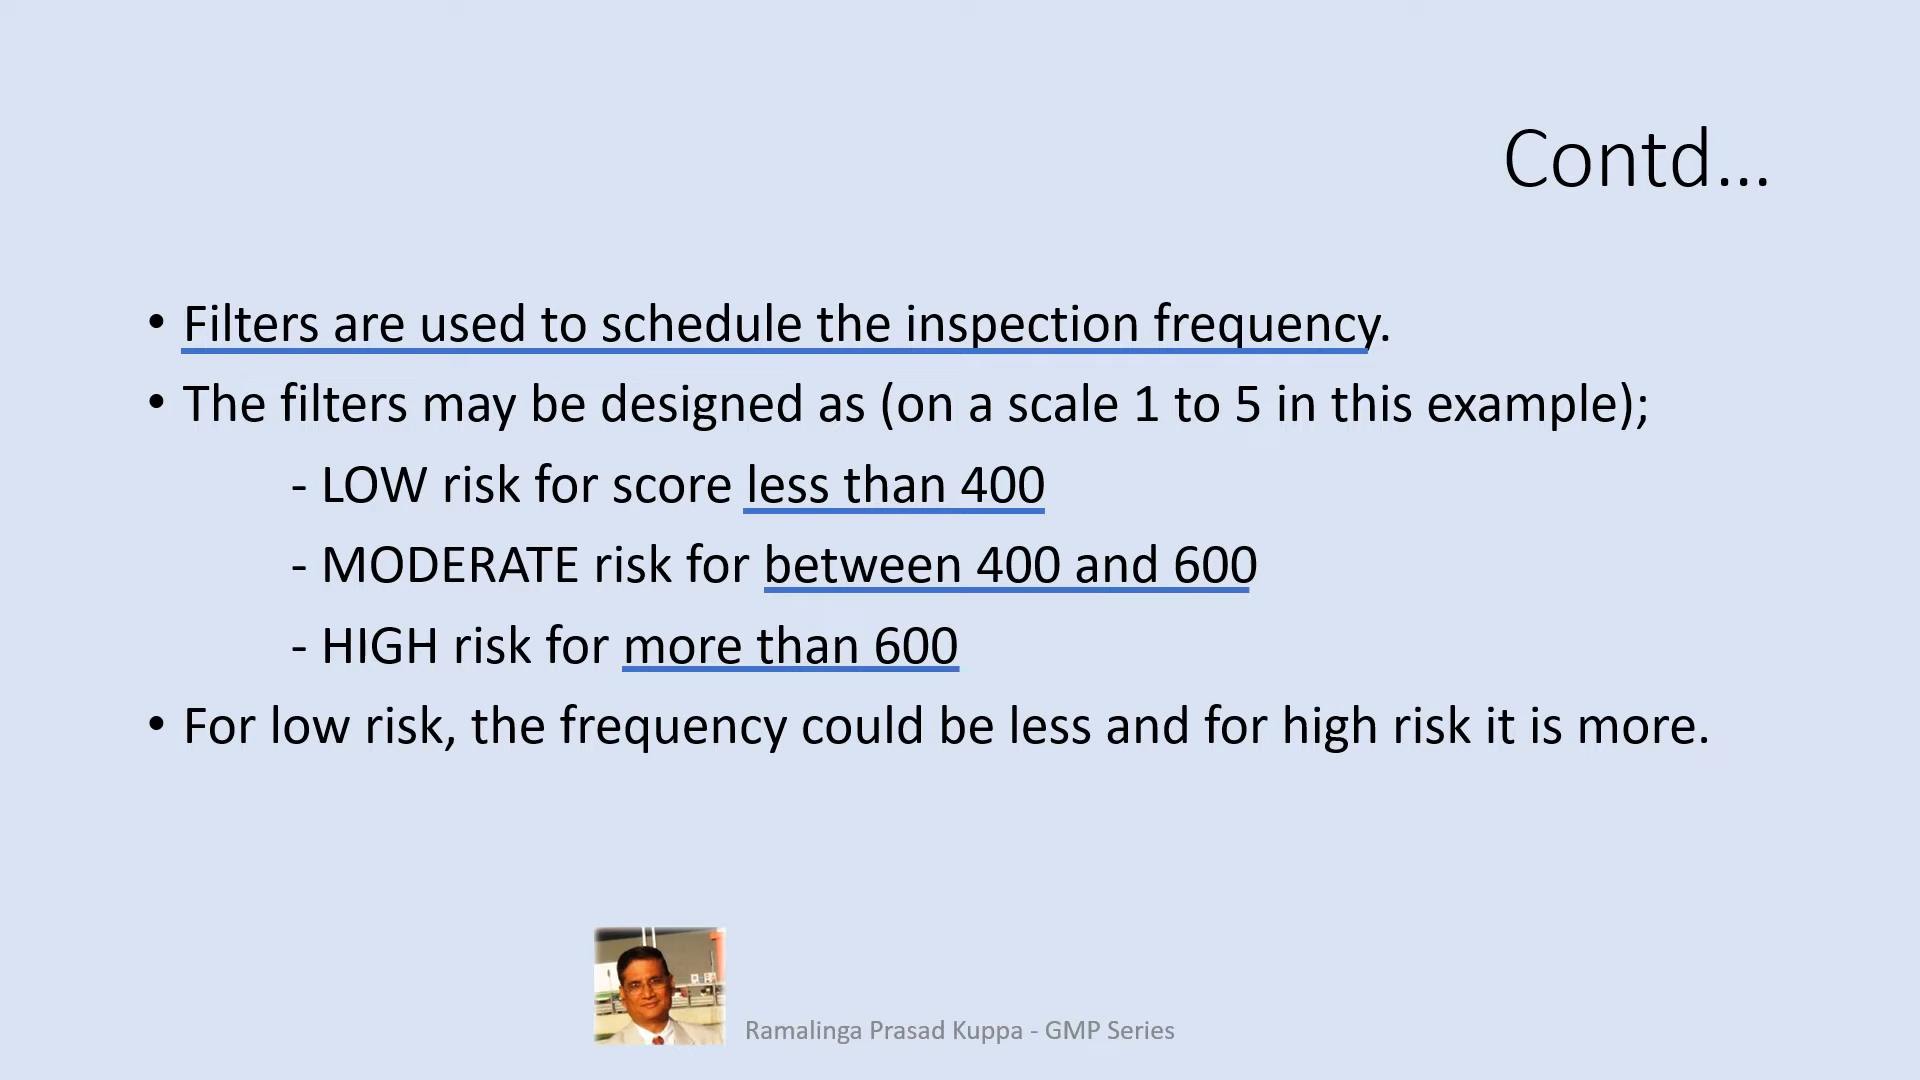 Contd...
• Filters are used to schedule the inspection frequency.
• The filters may be designed as (on a scale 1 to 5 in this example);
- LOW risk for score less than 400
- MODERATE risk for between 400 and 600
- HIGH risk for more than 600
• For low risk, the frequency could be less and for high risk it is more.
Ramalinga Prasad Kuppa - GMP Series